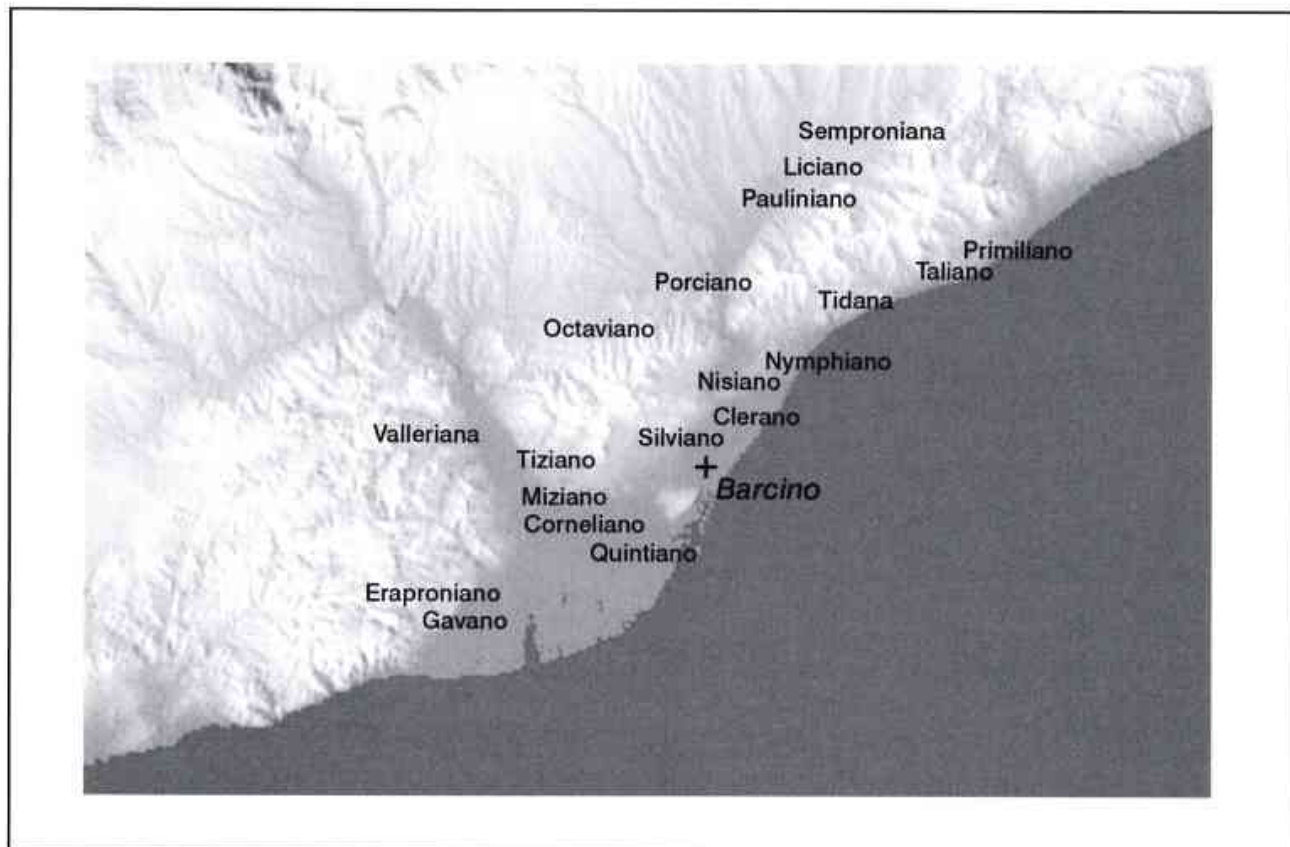 Semproniana
Liciano
Pauliniano
Primiliano
Taliano
Porciano
Tidana
Octaviano
Nymphiano
Nisiano
Clerano
Valleriana
Silviano
Tiziano
Barcino
Miziano
Corneliano
Quintiano
Eraproniano
Gavano